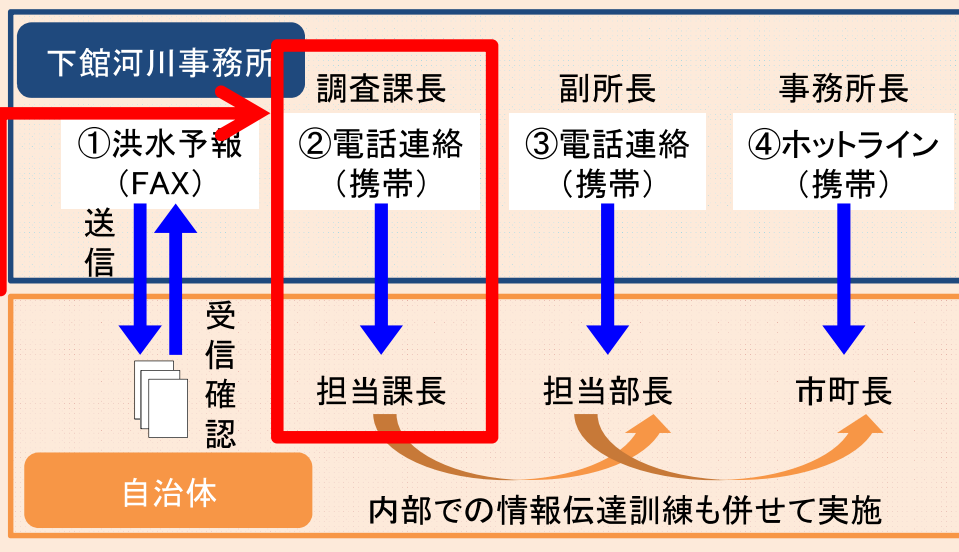 下館河川事務所
調査課長
副所長
事務所長
①洪水予報
（FAX）
②電話連絡
（携帯）
③電話連絡
（携帯）
④ホットライン
（携帯）
送信
受信確認
担当課長
担当部長
市町長
自治体
内部での情報伝達訓練も併せて実施